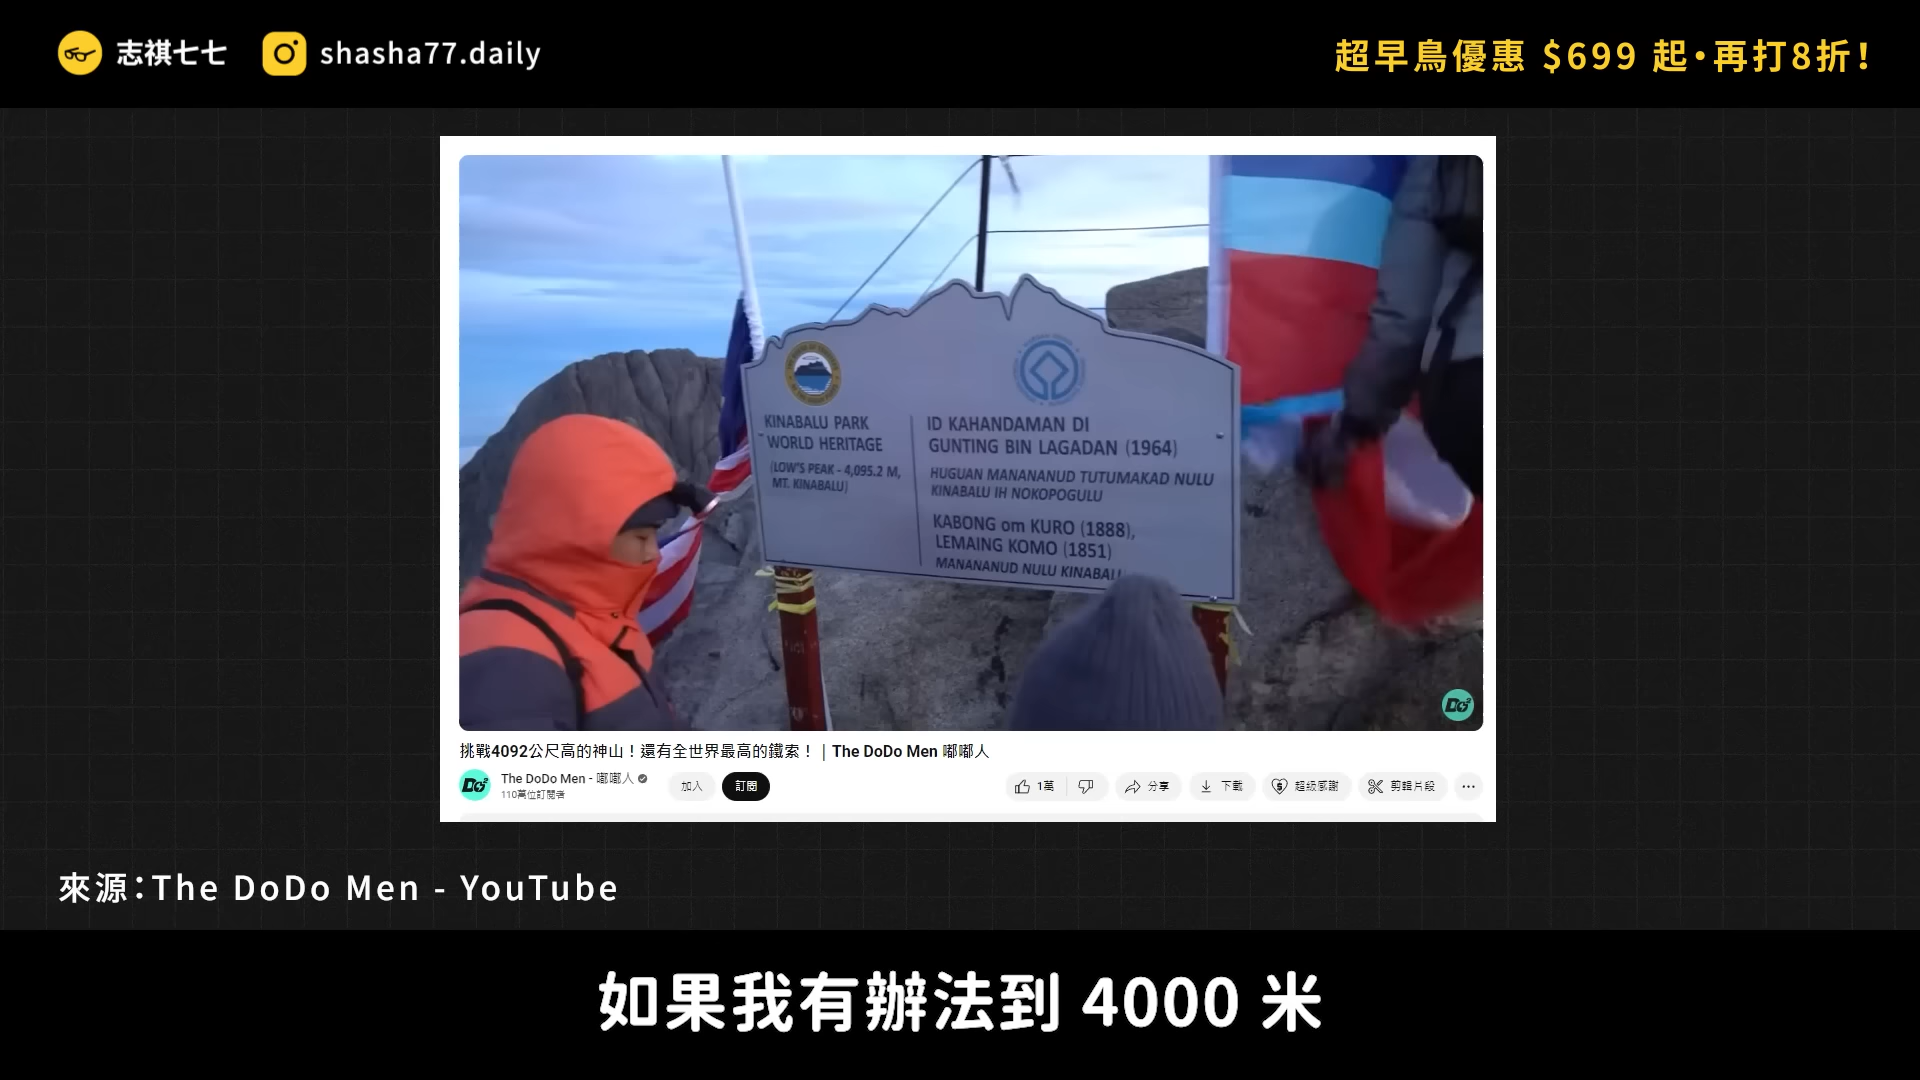 志祺七七
shasha77.daily
超早鳥優惠 $699 起·再打8折!
KINABALU PARK
WORLD HERITAGE
(LOW'S PEAK - 4,095.2 M,
MT. KINABALU)
ID KAHANDAMAN DI
GUNTING BIN LAGADAN (1964)
HUGUAN MANANANUD TUTUMAKAD NULU
KINABALU IH NOKOPOGULU
KABONG om KURO (1888),
LEMAING KOMO (1851)
MANANANUD NULU KINABALU
挑戰4092公尺高的神山!還有全世界最高的鐵索!|The DoDo Men 嘟嘟人
The DoDo Men - 嘟嘟人
110萬位訂閱者
加入
訂閱
1萬
分享
下載
超級感謝
剪輯片段
來源:The DoDo Men - YouTube
如果我有辦法到 4000 米